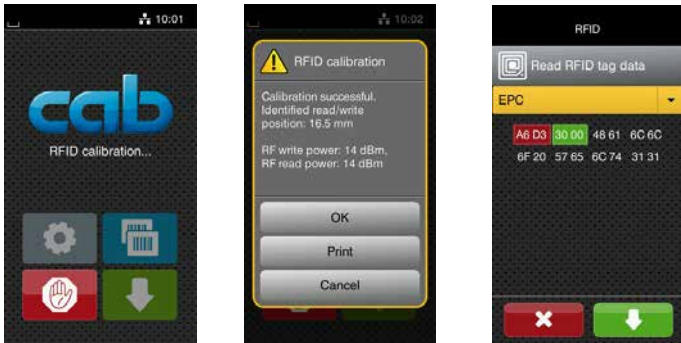 10:01
cab
RFID calibration...
10:02
RFID calibration
Calibration successful.
Identified read/write
position: 16.5 mm
RF write power: 14 dBm,
RF read power: 14 dBm
OK
Print
Cancel
RFID
Read RFID tag data
EPC
A6 D3 30 00 48 61 6C 6C
6F 20 57 65 6C 74 31 31